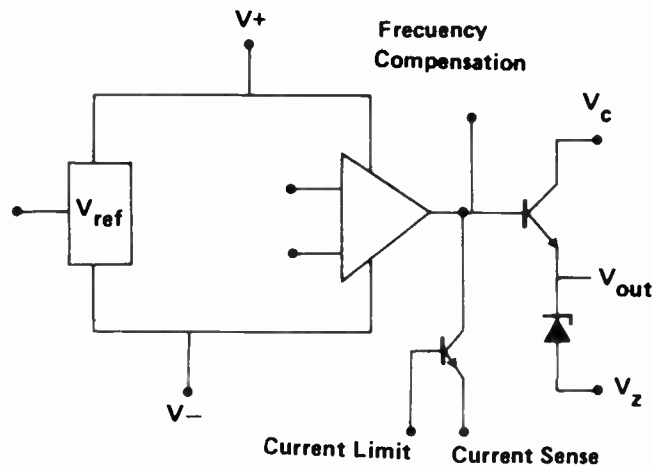 V+
Frecuency
Compensation
V_c
V_ref
V_out
V_z
V–
Current Limit
Current Sense